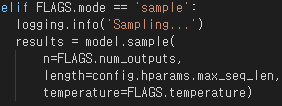 elif FLAGS.mode == 'sample':
  logging.info('Sampling...')
  results = model.sample(
      n=FLAGS.num_outputs,
      length=config.hparams.max_seq_len,
      temperature=FLAGS.temperature)